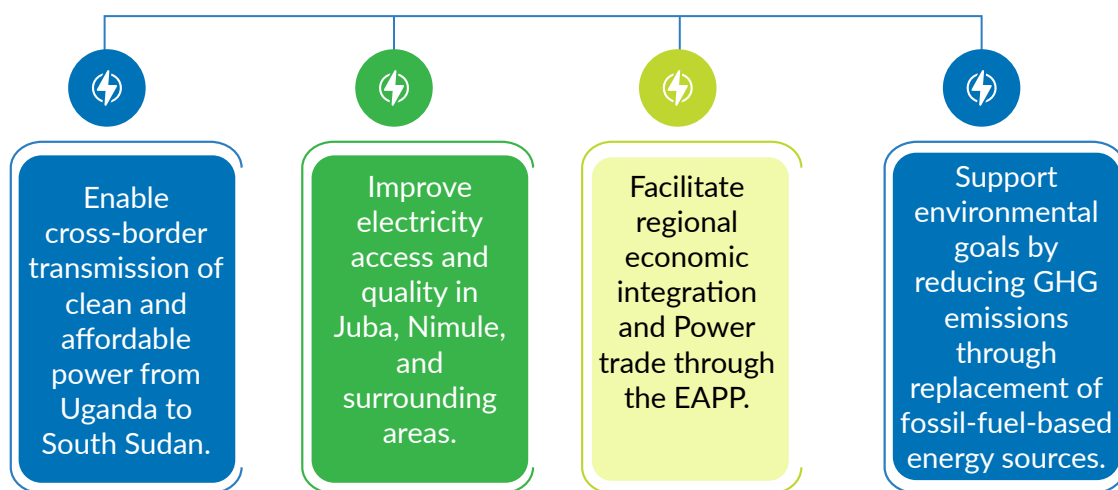 Enable
cross-border
transmission of
clean and
affordable
power from
Uganda to
South Sudan.
Improve
electricity
access and
quality in
Juba, Nimule,
and
surrounding
areas.
Facilitate
regional
economic
integration
and Power
trade through
the EAPP.
Support
environmental
goals by
reducing GHG
emissions
through
replacement of
fossil-fuel-based
energy sources.